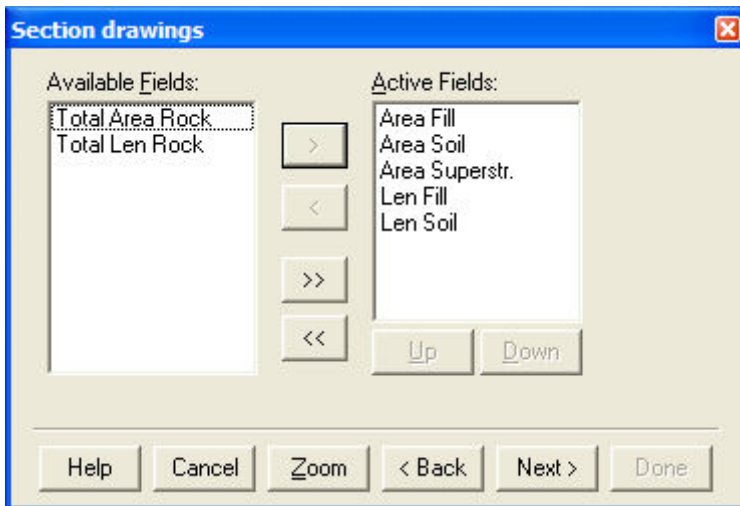 Section drawings
Available Fields:
Total Area Rock
Total Len Rock
>
<
>>
<<
Active Fields:
Area Fill
Area Soil
Area Superstr.
Len Fill
Len Soil
Up Down
Help Cancel Zoom < Back Next > Done